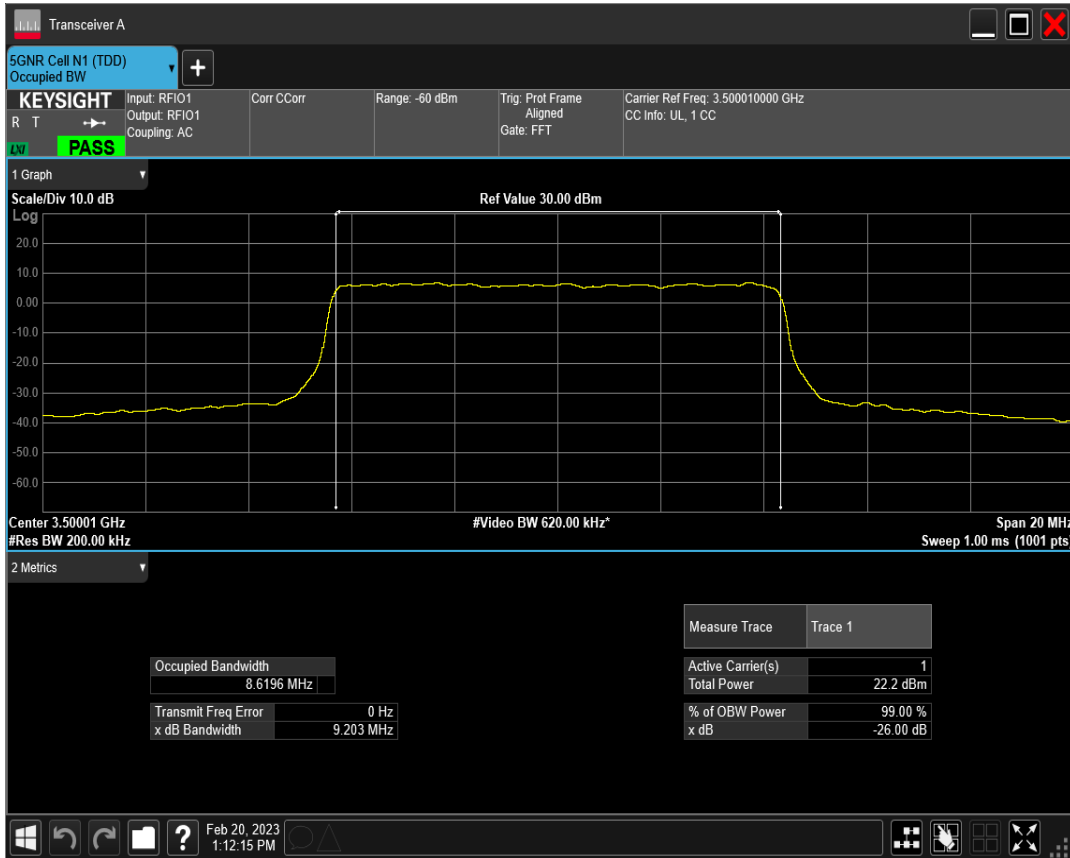 Transceiver A
5GNR Cell N1 (TDD)
Occupied BW
+
KEYSIGHT
R T
LXI
PASS
Input: RFIO1
Output: RFIO1
Coupling: AC
Corr CCorr
Range: -60 dBm
Trig: Prot Frame
Aligned
Gate: FFT
Carrier Ref Freq: 3.500010000 GHz
CC Info: UL, 1 CC
1 Graph
Scale/Div 10.0 dB
Ref Value 30.00 dBm
Log
20.0
10.0
0.00
-10.0
-20.0
-30.0
-40.0
-50.0
-60.0
Center 3.50001 GHz
#Video BW 620.00 kHz*
Span 20 MHz
#Res BW 200.00 kHz
Sweep 1.00 ms (1001 pts)
2 Metrics
Measure Trace Trace 1
Occupied Bandwidth
8.6196 MHz
Active Carrier(s) 1
Total Power 22.2 dBm
Transmit Freq Error 0 Hz
x dB Bandwidth 9.203 MHz
% of OBW Power 99.00 %
x dB -26.00 dB
?
Feb 20, 2023
1:12:15 PM